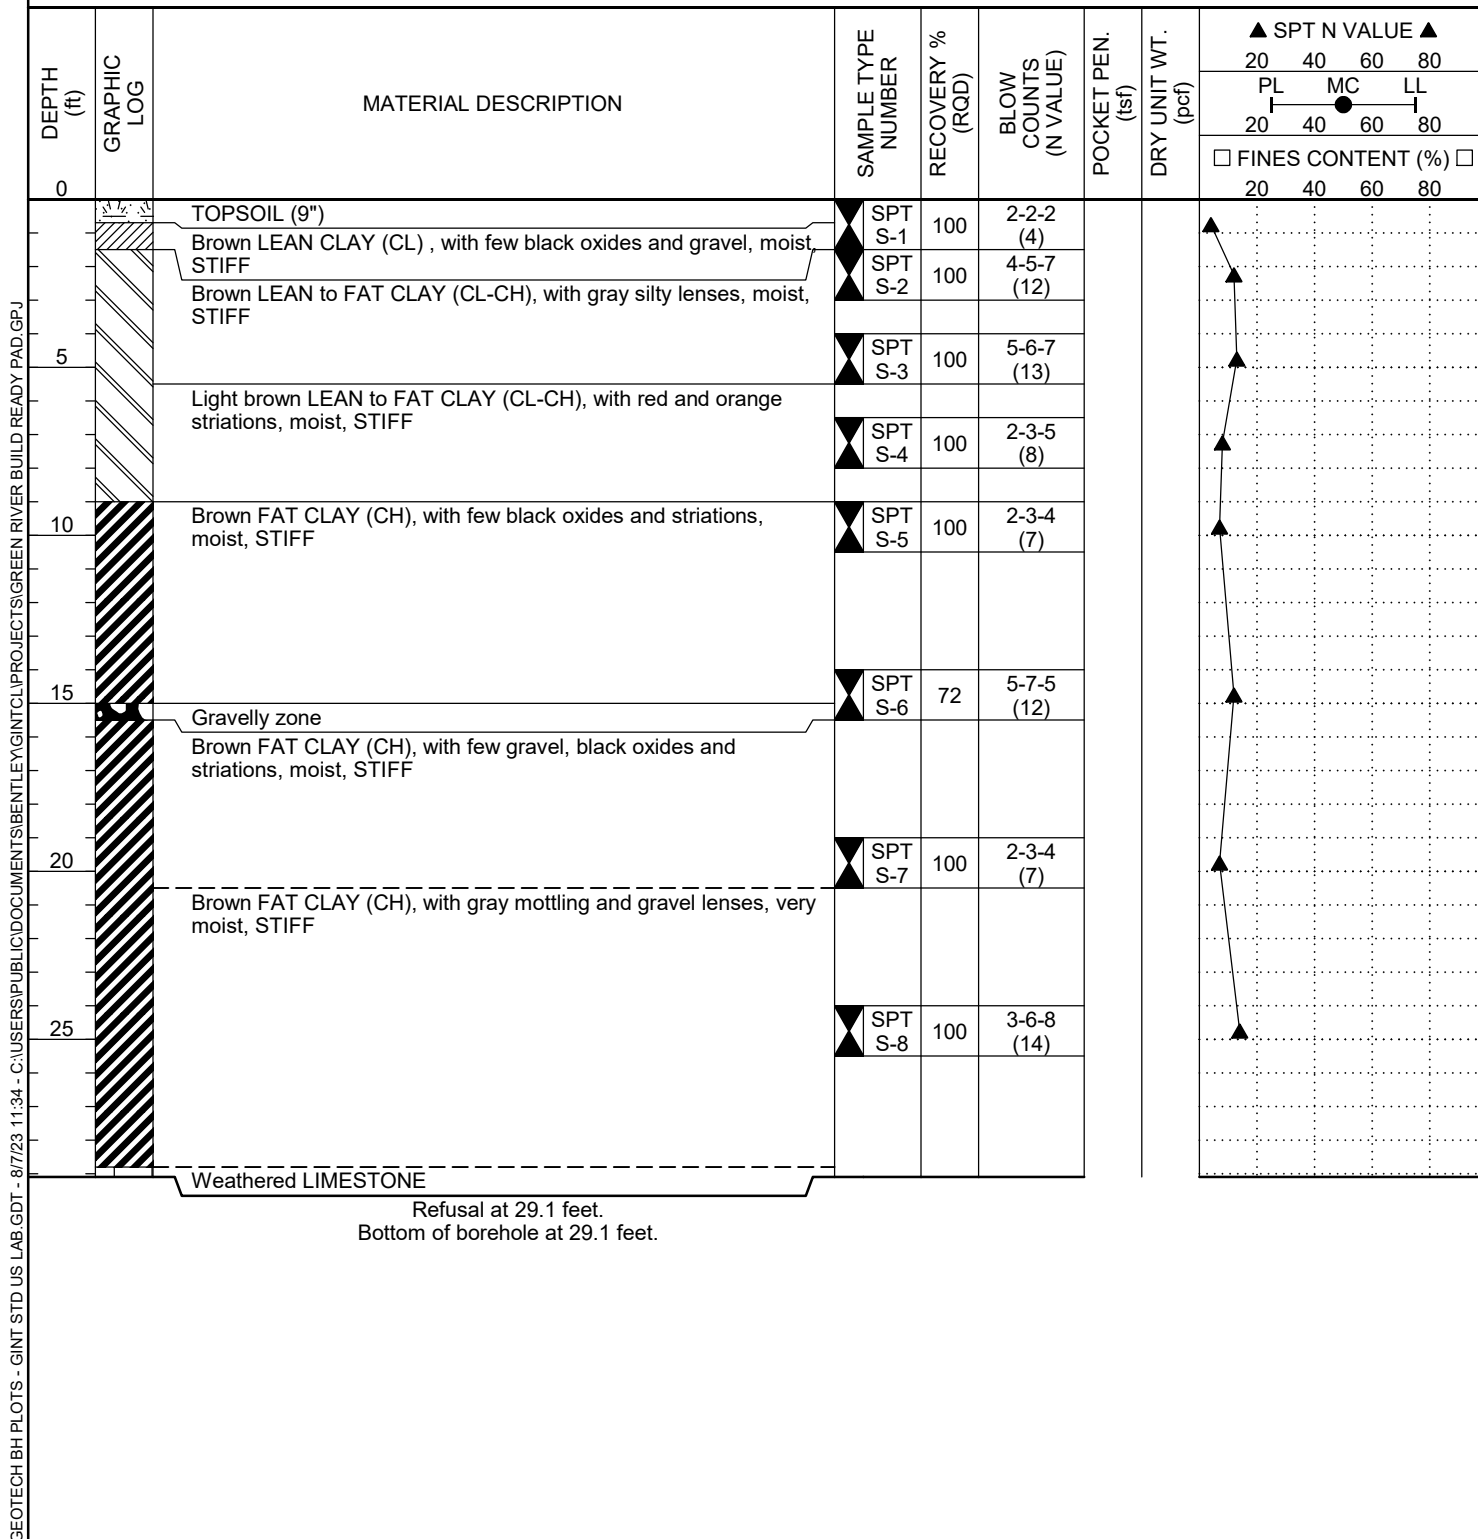 DEPTH
(ft)
GRAPHIC
LOG
MATERIAL DESCRIPTION
SAMPLE TYPE
NUMBER
RECOVERY %
(RQD)
BLOW
COUNTS
(N VALUE)
POCKET PEN.
(tsf)
DRY UNIT WT.
(pcf)
▲ SPT N VALUE ▲
20 40 60 80
PL MC LL
20 40 60 80
□ FINES CONTENT (%) □
20 40 60 80
0
TOPSOIL (9")
SPT
S-1
100
2-2-2
(4)
Brown LEAN CLAY (CL) , with few black oxides and gravel, moist,
STIFF
SPT
S-2
100
4-5-7
(12)
Brown LEAN to FAT CLAY (CL-CH), with gray silty lenses, moist,
STIFF
5
SPT
S-3
100
5-6-7
(13)
Light brown LEAN to FAT CLAY (CL-CH), with red and orange
striations, moist, STIFF
SPT
S-4
100
2-3-5
(8)
10
Brown FAT CLAY (CH), with few black oxides and striations,
moist, STIFF
SPT
S-5
100
2-3-4
(7)
15
SPT
S-6
72
5-7-5
(12)
Gravelly zone
Brown FAT CLAY (CH), with few gravel, black oxides and
striations, moist, STIFF
20
SPT
S-7
100
2-3-4
(7)
Brown FAT CLAY (CH), with gray mottling and gravel lenses, very
moist, STIFF
25
SPT
S-8
100
3-6-8
(14)
Weathered LIMESTONE
Refusal at 29.1 feet.
Bottom of borehole at 29.1 feet.
GEOTECH BH PLOTS - GINT STD US LAB.GDT - 8/7/23 11:34 - C:\USERS\PUBLIC\DOCUMENTS\BENTLEY\GINTCL\PROJECTS\GREEN RIVER BUILD READY PAD.GPJ